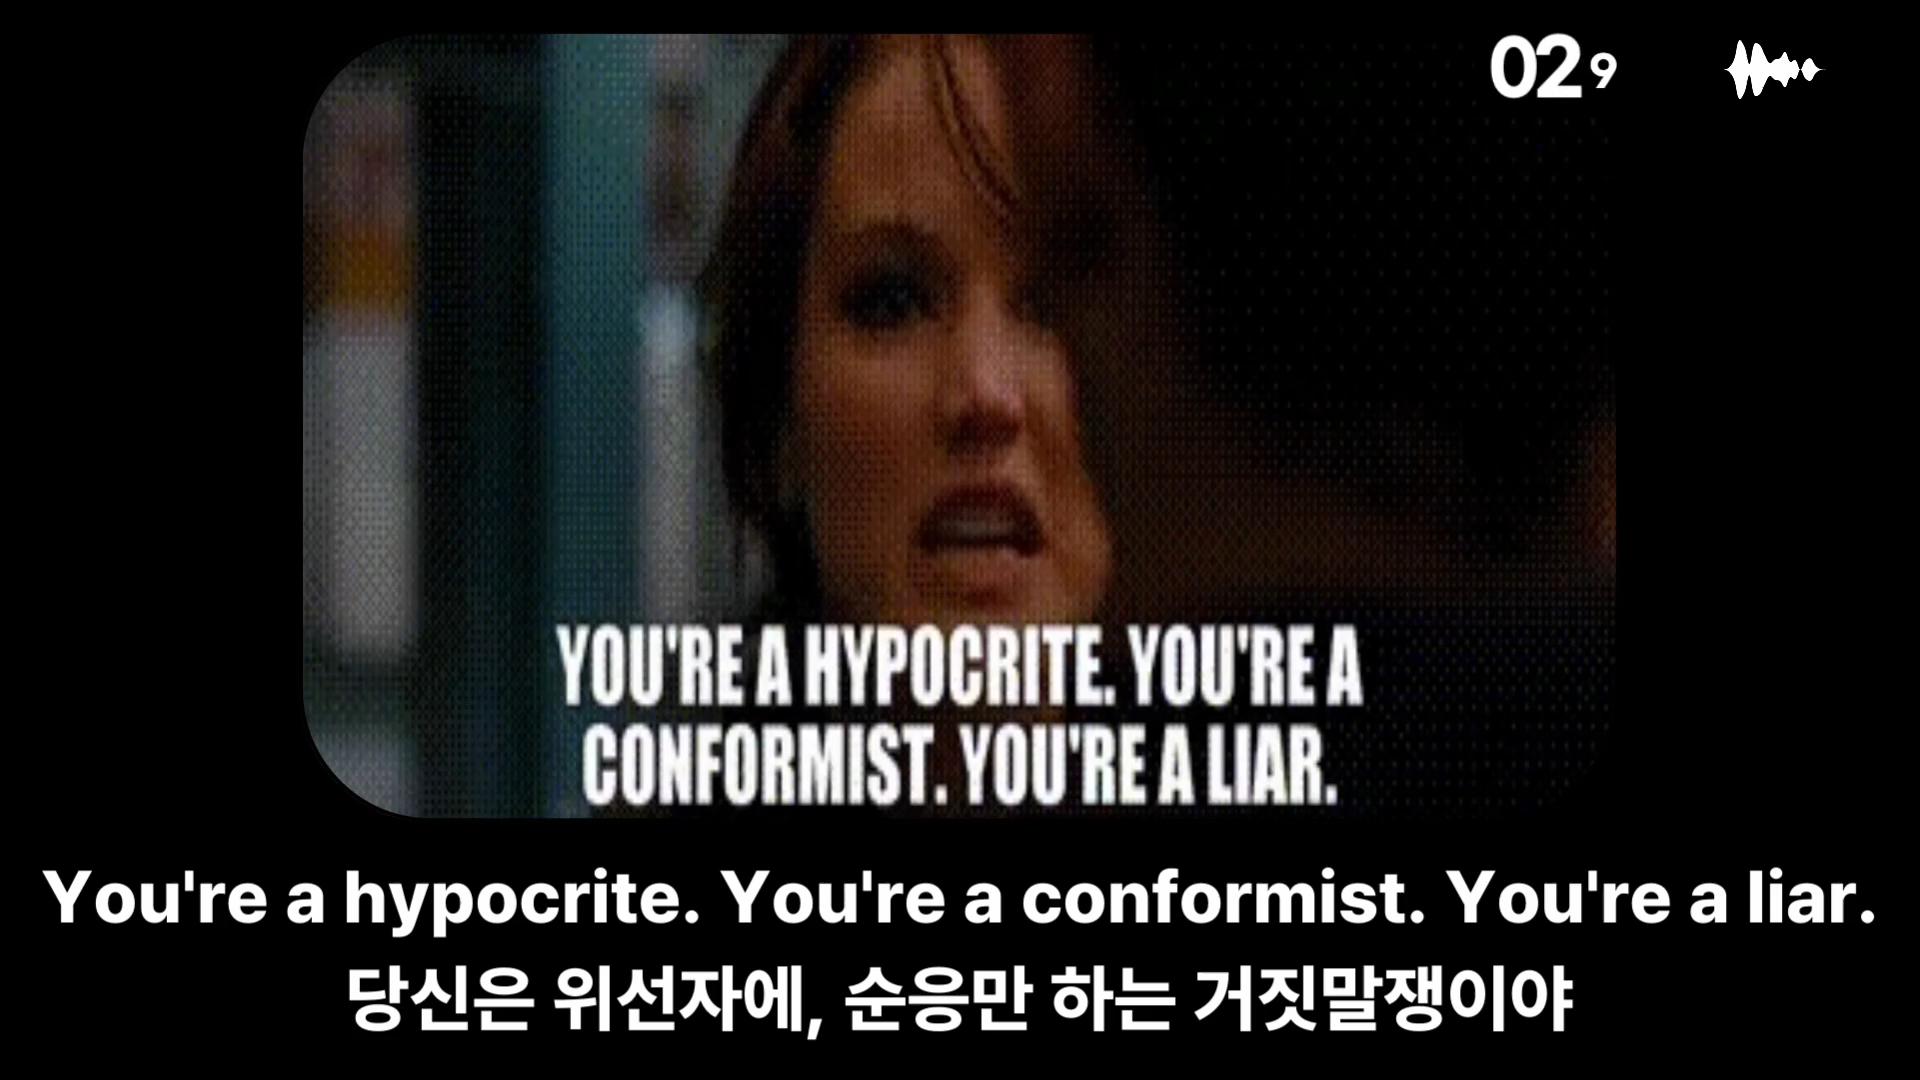 02 9
YOU'RE A HYPOCRITE. YOU'RE A
CONFORMIST. YOU'RE A LIAR.
You're a hypocrite. You're a conformist. You're a liar.
당신은 위선자에, 순응만 하는 거짓말쟁이야